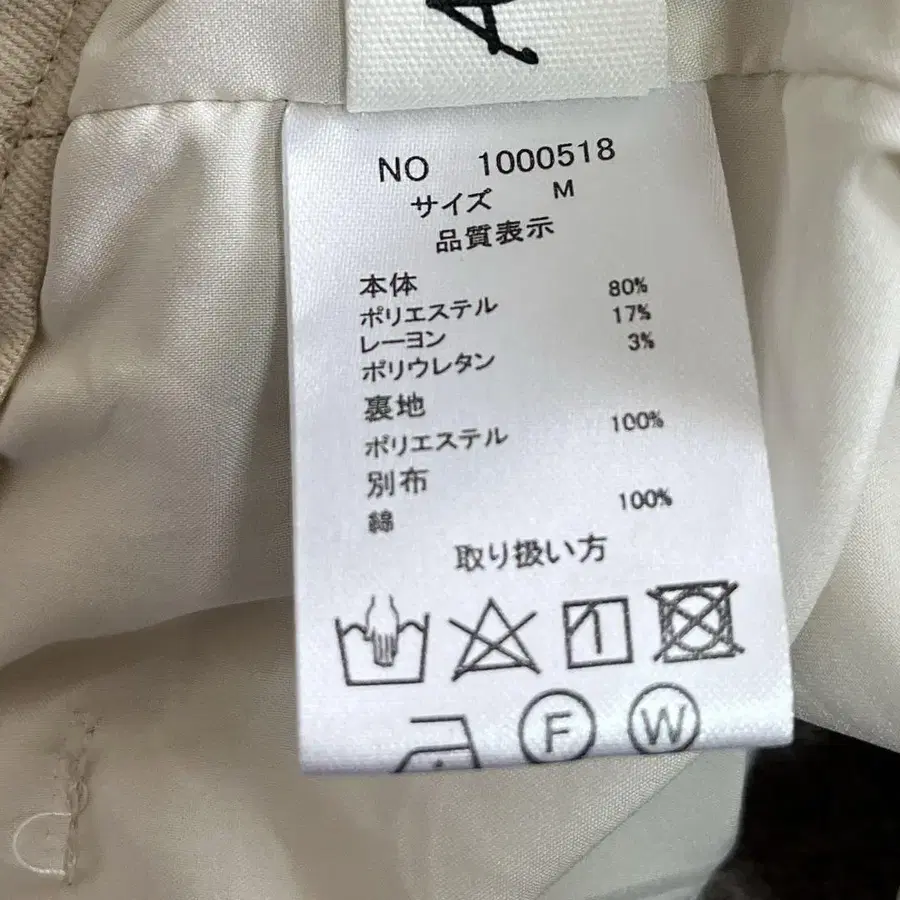 NO 1000518
サイズ M
品質表示
本体
ポリエステル 80%
レーヨン 17%
ポリウレタン 3%
裏地
ポリエステル 100%
別布
綿 100%
取り扱い方
F W